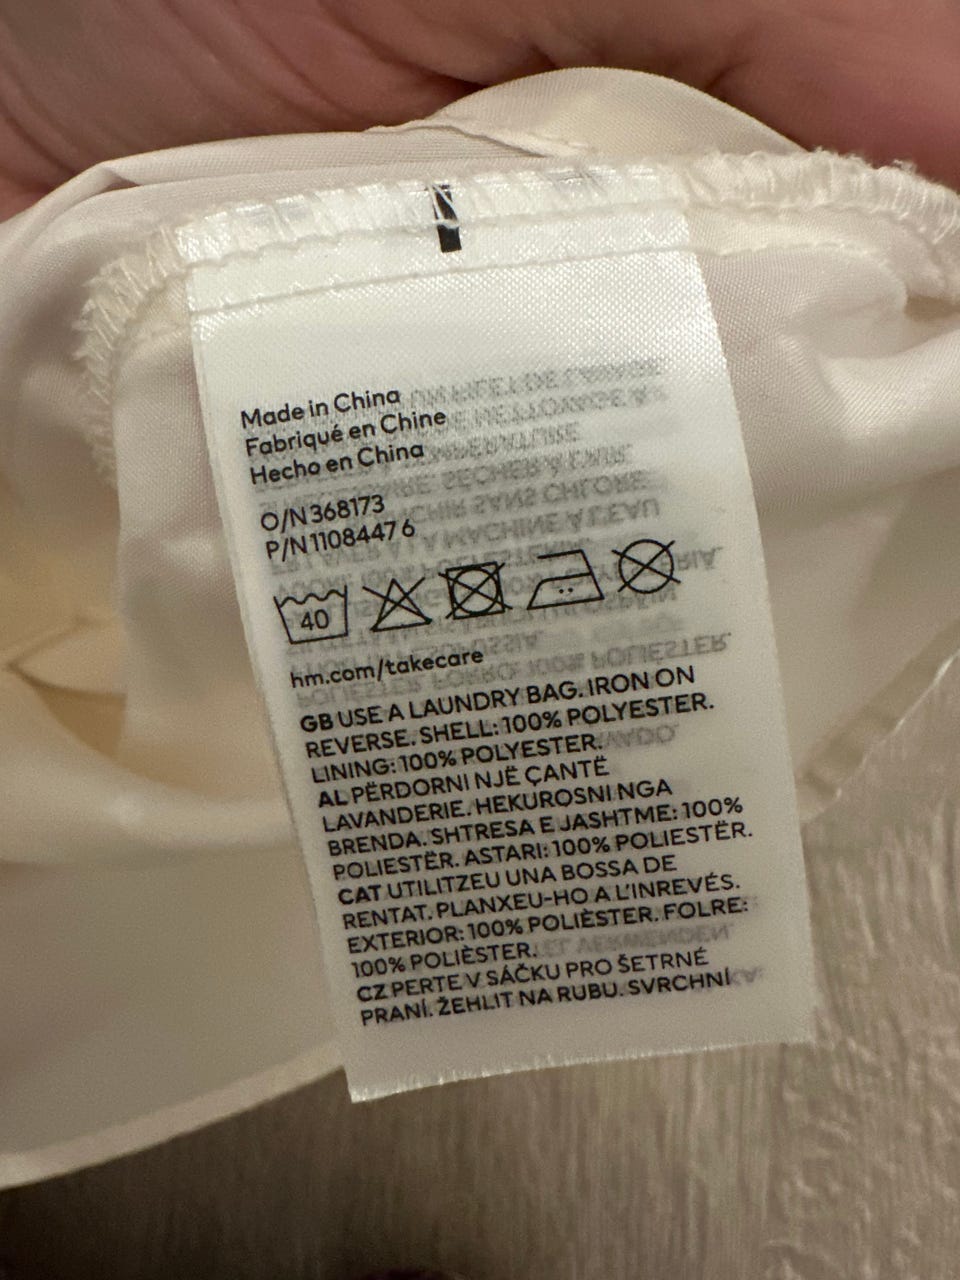 Made in China
Fabriqué en Chine
Hecho en China
O/N 368173
P/N 1108447 6
40
hm.com/takecare
GB USE A LAUNDRY BAG. IRON ON
REVERSE. SHELL: 100% POLYESTER.
LINING: 100% POLYESTER.
AL PËRDORNI NJË ÇANTË
LAVANDERIE. HEKUROSNI NGA
BRENDA. SHTRESA E JASHTME: 100%
POLIESTËR. ASTARI: 100% POLIESTËR.
CAT UTILITZEU UNA BOSSA DE
RENTAT. PLANXEU-HO A L'INREVÉS.
EXTERIOR: 100% POLIÈSTER. FOLRE:
100% POLIÈSTER.
CZ PERTE V SÁČKU PRO ŠETRNÉ
PRANÍ. ŽEHLIT NA RUBU. SVRCHNÍ